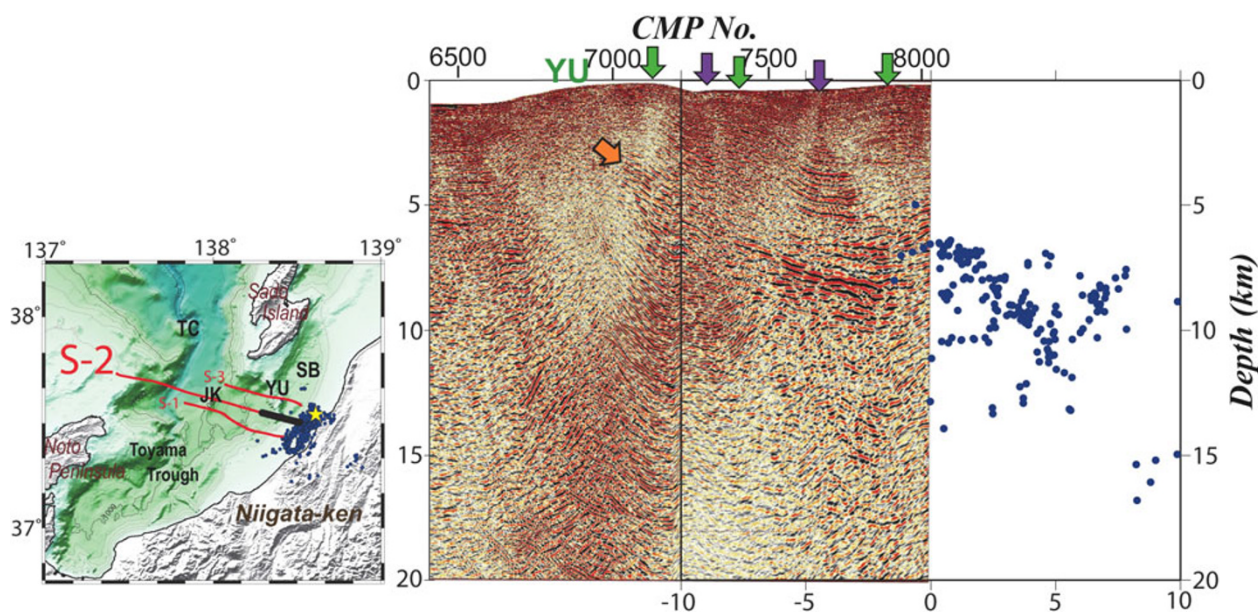 CMP No.
6500 7000 7500 8000
YU
0 0
5 5
10 10
15 15
20 20
-10 -5 0 5 10
Depth (km)
137° 138° 139°
38°
37°
Sado
Island
TC
S-2
S-3
SB
YU
JK
S-1
Noto
Peninsula
Toyama
Trough
1000
Niigata-ken